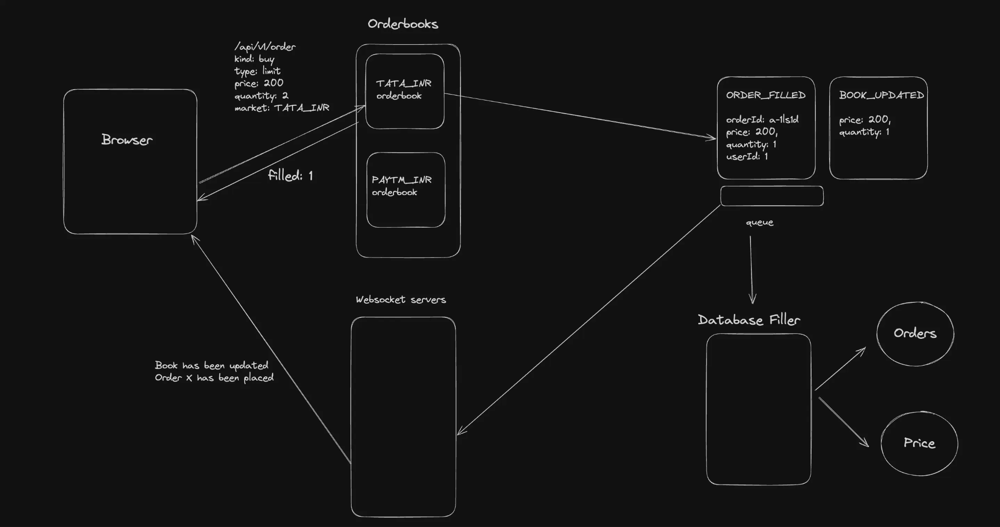 Orderbooks
/api/v1/order
kind: buy
type: limit
price: 200
quantity: 2
market: TATA_INR
TATA_INR
orderbook
Browser
filled: 1
PAYTM_INR
orderbook
ORDER_FILLED
orderId: a-1ls1d
price: 200,
quantity: 1
userId: 1
BOOK_UPDATED
price: 200,
quantity: 1
queue
Websocket servers
Book has been updated
Order X has been placed
Database Filler
Orders
Price